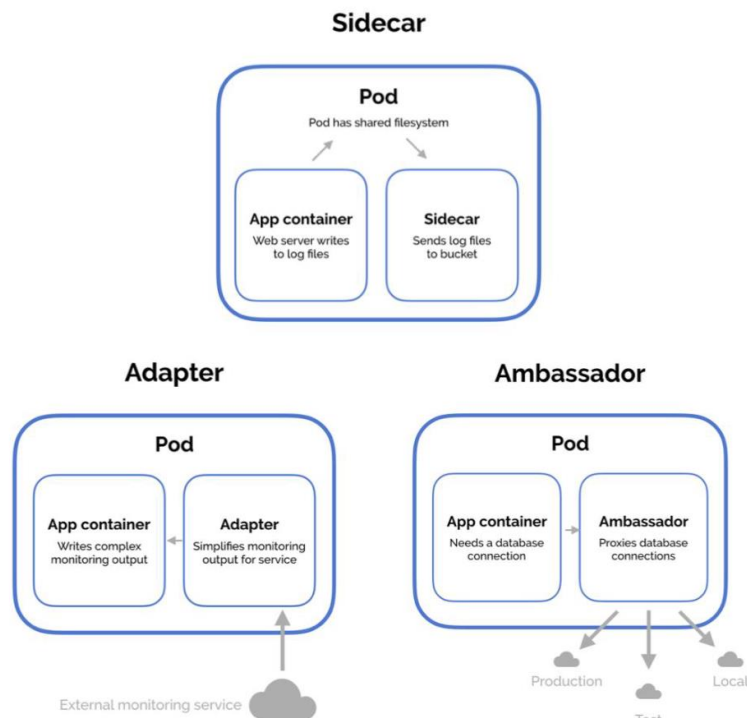 Sidecar
Pod
Pod has shared filesystem
App container
Web server writes
to log files
Sidecar
Sends log files
to bucket
Adapter
Pod
App container
Writes complex
monitoring output
Adapter
Simplifies monitoring
output for service
External monitoring service
Ambassador
Pod
App container
Needs a database
connection
Ambassador
Proxies database
connections
Production
Local